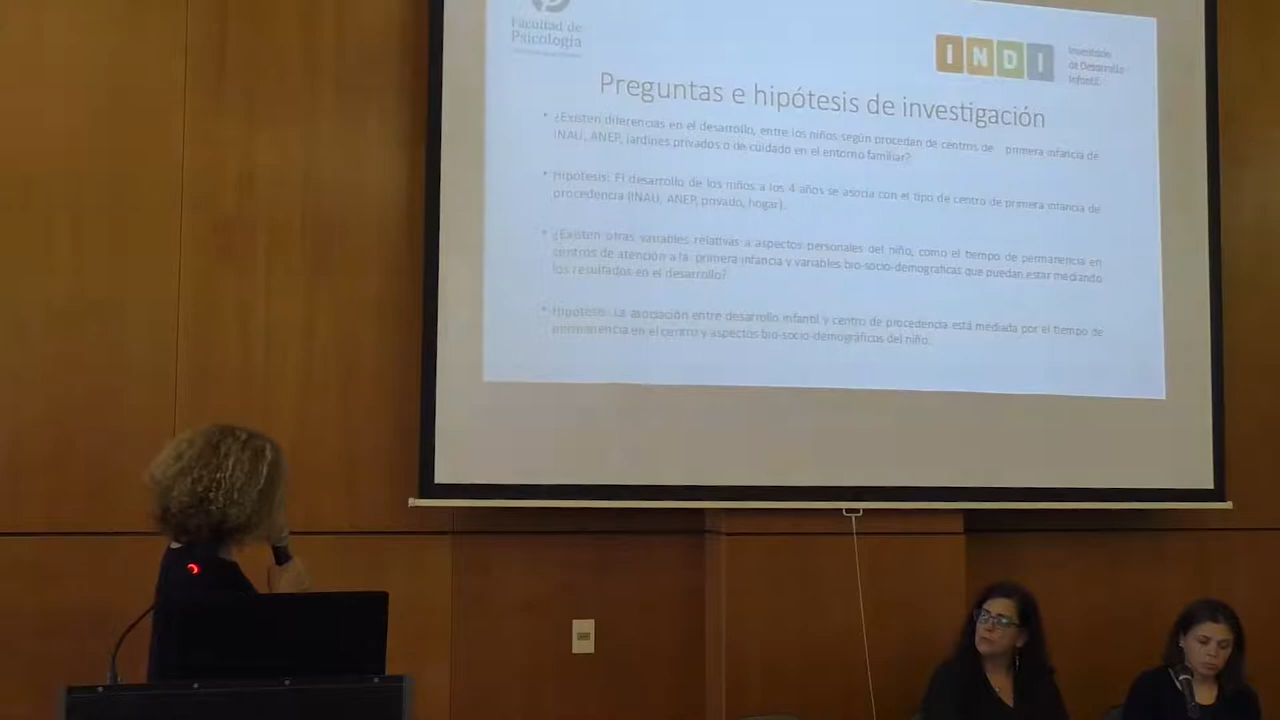 Facultad de
Psicología
INDI
Inventario
de Desarrollo
Infantil
Preguntas e hipótesis de investigación
• ¿Existen diferencias en el desarrollo, entre los niños según procedan de centros de primera infancia de
INAU, ANEP, jardines privados o de cuidado en el entorno familiar?
• Hipótesis: El desarrollo de los niños a los 4 años se asocia con el tipo de centro de primera infancia de
procedencia (INAU, ANEP, privado, hogar).
• ¿Existen otras variables relativas a aspectos personales del niño, como el tiempo de permanencia en
centros de atención a la primera infancia y variables bio-socio-demográficas que puedan estar mediando
los resultados en el desarrollo?
• Hipótesis: La asociación entre desarrollo infantil y centro de procedencia está mediada por el tiempo de
permanencia en el centro y aspectos bio-socio-demográficos del niño.